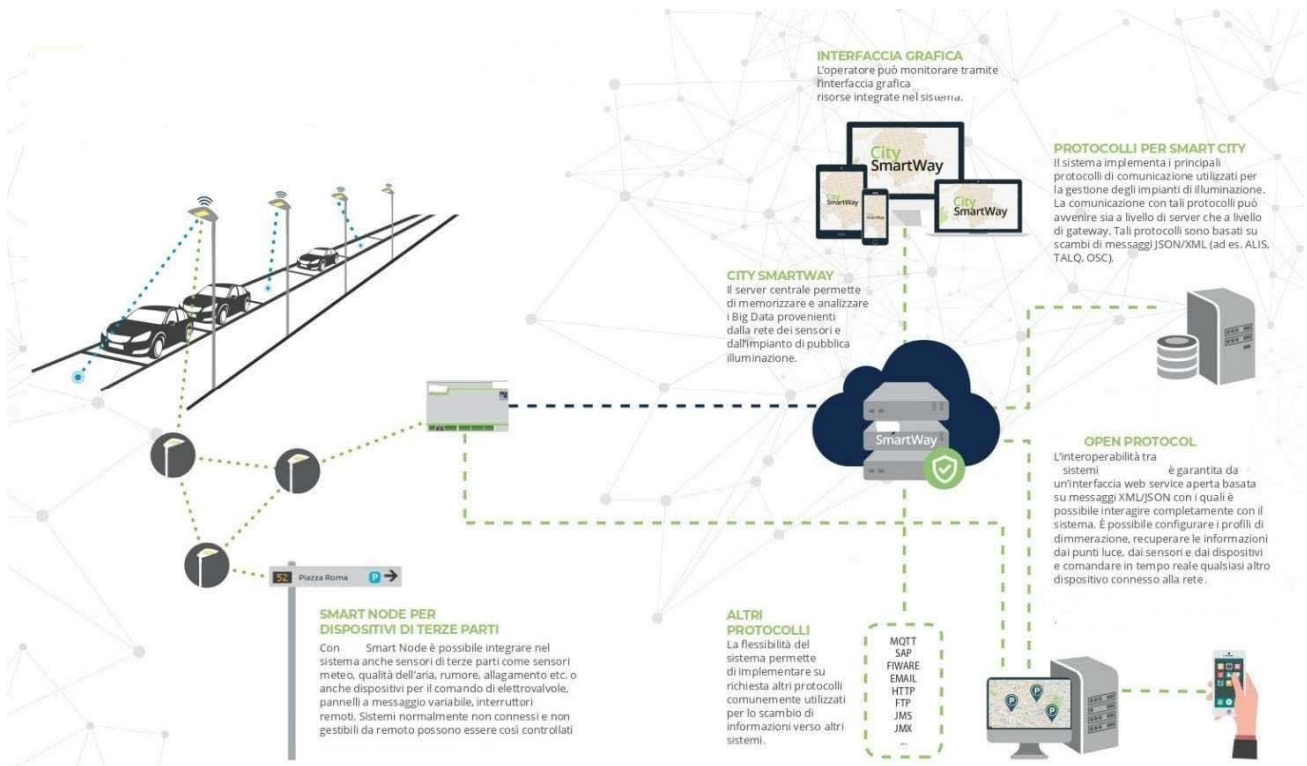 INTERFACCIA GRAFICA
L'operatore può monitorare tramite
l'interfaccia grafica
risorse integrate nel sistema.
City
SmartWay
City
SmartWay
PROTOCOLLI PER SMART CITY
Il sistema implementa i principali
protocolli di comunicazione utilizzati per
la gestione degli impianti di illuminazione.
La comunicazione con tali protocolli può
avvenire sia a livello di server che a livello
di gateway. Tali protocolli sono basati su
scambi di messaggi JSON/XML (ad es. ALIS,
TALQ, OSC).
CITY SMARTWAY
Il server centrale permette
di memorizzare e analizzare
i Big Data provenienti
dalla rete dei sensori e
dall'impianto di pubblica
illuminazione.
SmartWay
OPEN PROTOCOL
L'interoperabilità tra
sistemi è garantita da
un'interfaccia web service aperta basata
su messaggi XML/JSON con i quali è
possibile interagire completamente con il
sistema. È possibile configurare i profili di
dimmerazione, recuperare le informazioni
dai punti luce, dai sensori e dai dispositivi
e comandare in tempo reale qualsiasi altro
dispositivo connesso alla rete.
52 Piazza Roma P
SMART NODE PER
DISPOSITIVI DI TERZE PARTI
Con Smart Node è possibile integrare nel
sistema anche sensori di terze parti come sensori
meteo, qualità dell'aria, rumore, allagamento etc. o
anche dispositivi per il comando di elettrovalvole,
pannelli a messaggio variabile, interruttori
remoti. Sistemi normalmente non connessi e non
gestibili da remoto possono essere così controllati
ALTRI
PROTOCOLLI
La flessibilità del
sistema permette
di implementare su
richiesta altri protocolli
comunemente utilizzati
per lo scambio di
informazioni verso altri
sistemi.
MQTT
SAP
FIWARE
EMAIL
HTTP
FTP
JMS
JMX
...
P
P
P